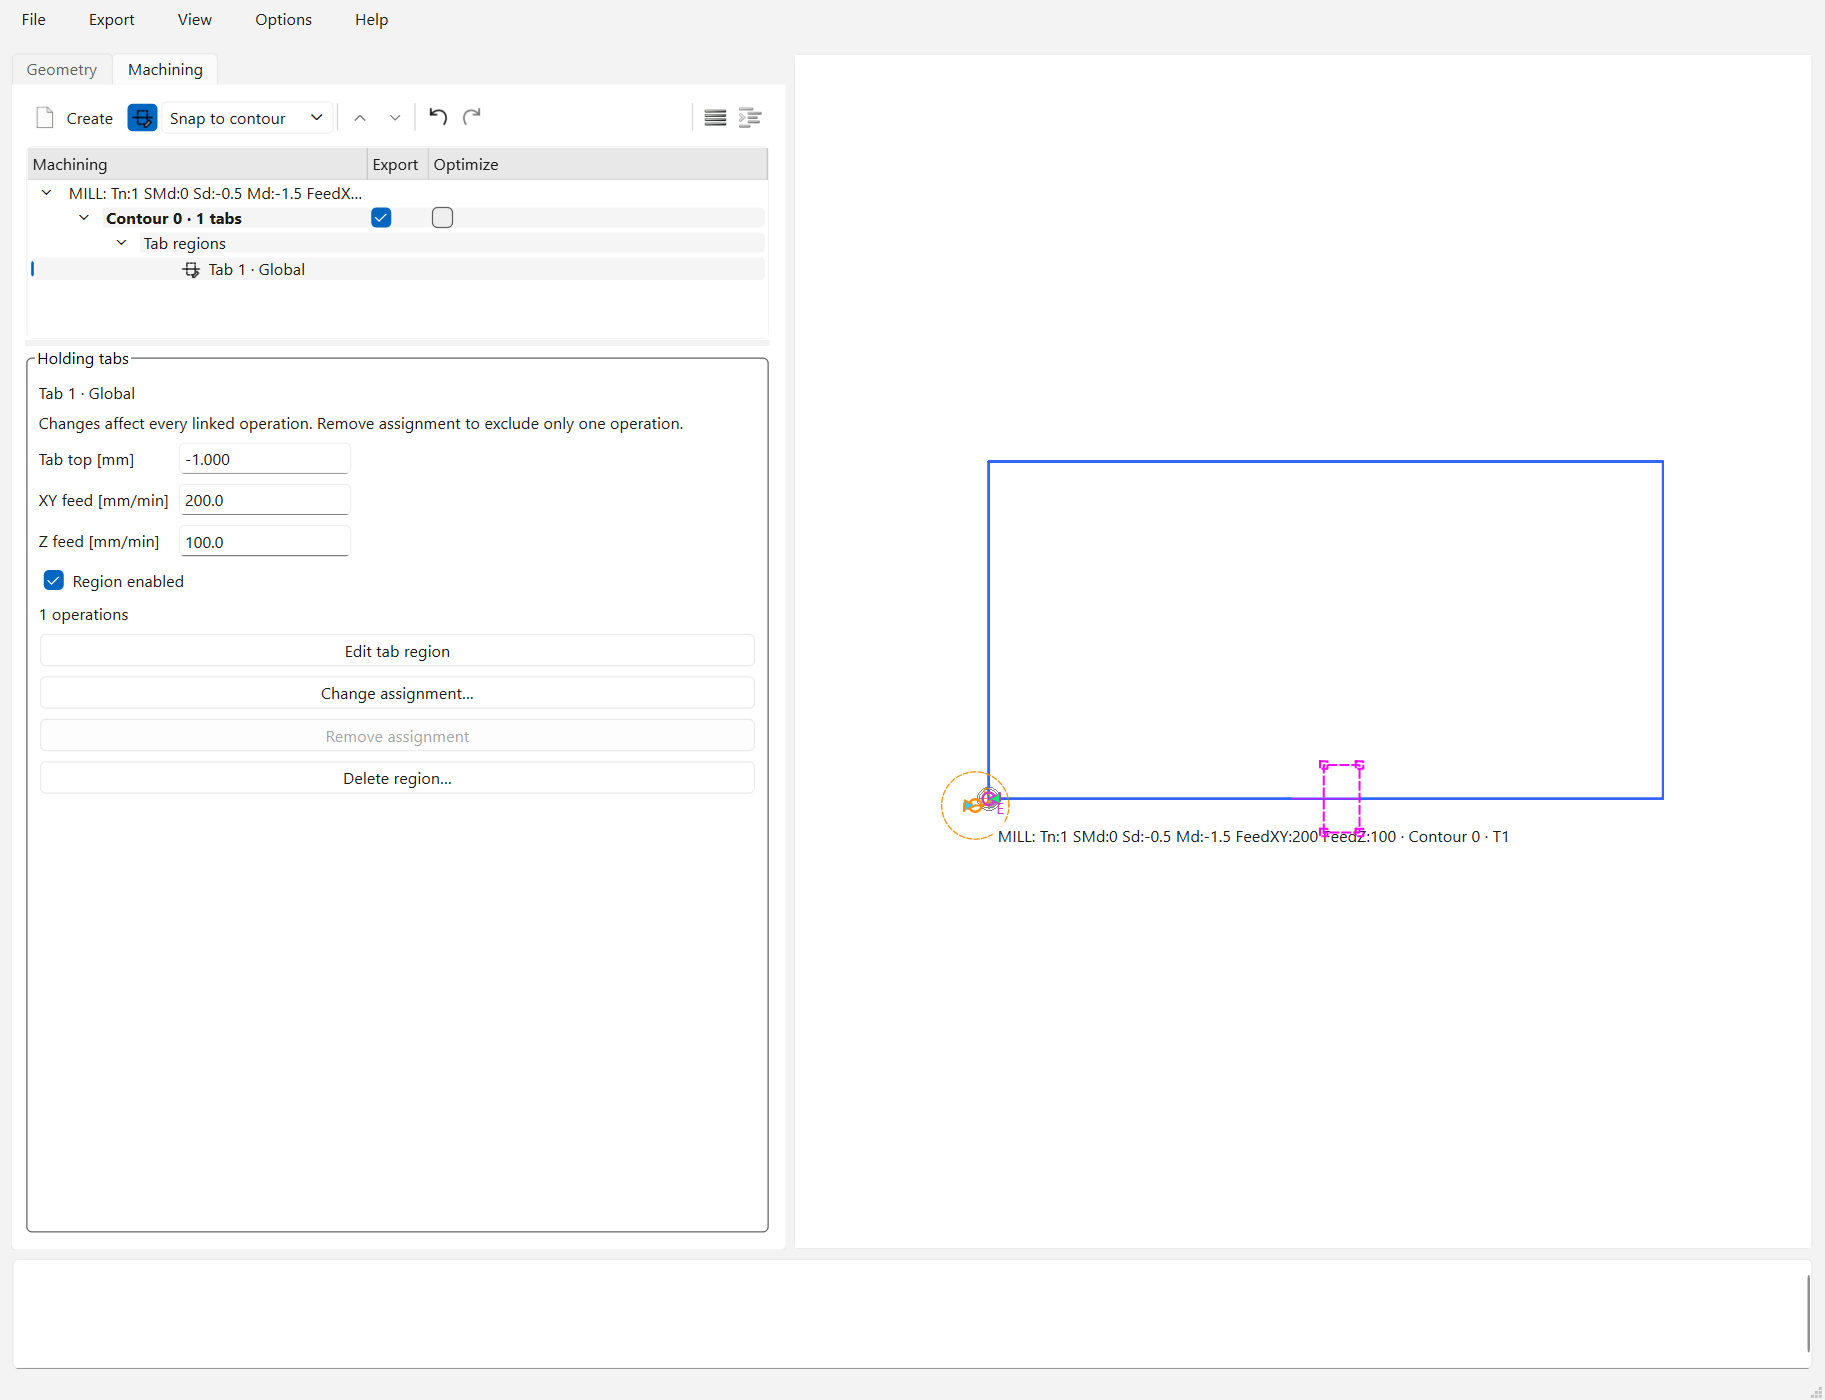 File Export View Options Help
Geometry Machining
Create Snap to contour
Machining Export Optimize
MILL: Tn:1 SMd:0 Sd:-0.5 Md:-1.5 FeedX...
Contour 0 · 1 tabs
Tab regions
Tab 1 · Global
Holding tabs
Tab 1 · Global
Changes affect every linked operation. Remove assignment to exclude only one operation.
Tab top [mm] -1.000
XY feed [mm/min] 200.0
Z feed [mm/min] 100.0
Region enabled
1 operations
Edit tab region
Change assignment...
Remove assignment
Delete region...
E
MILL: Tn:1 SMd:0 Sd:-0.5 Md:-1.5 FeedXY:200 FeedZ:100 · Contour 0 · T1